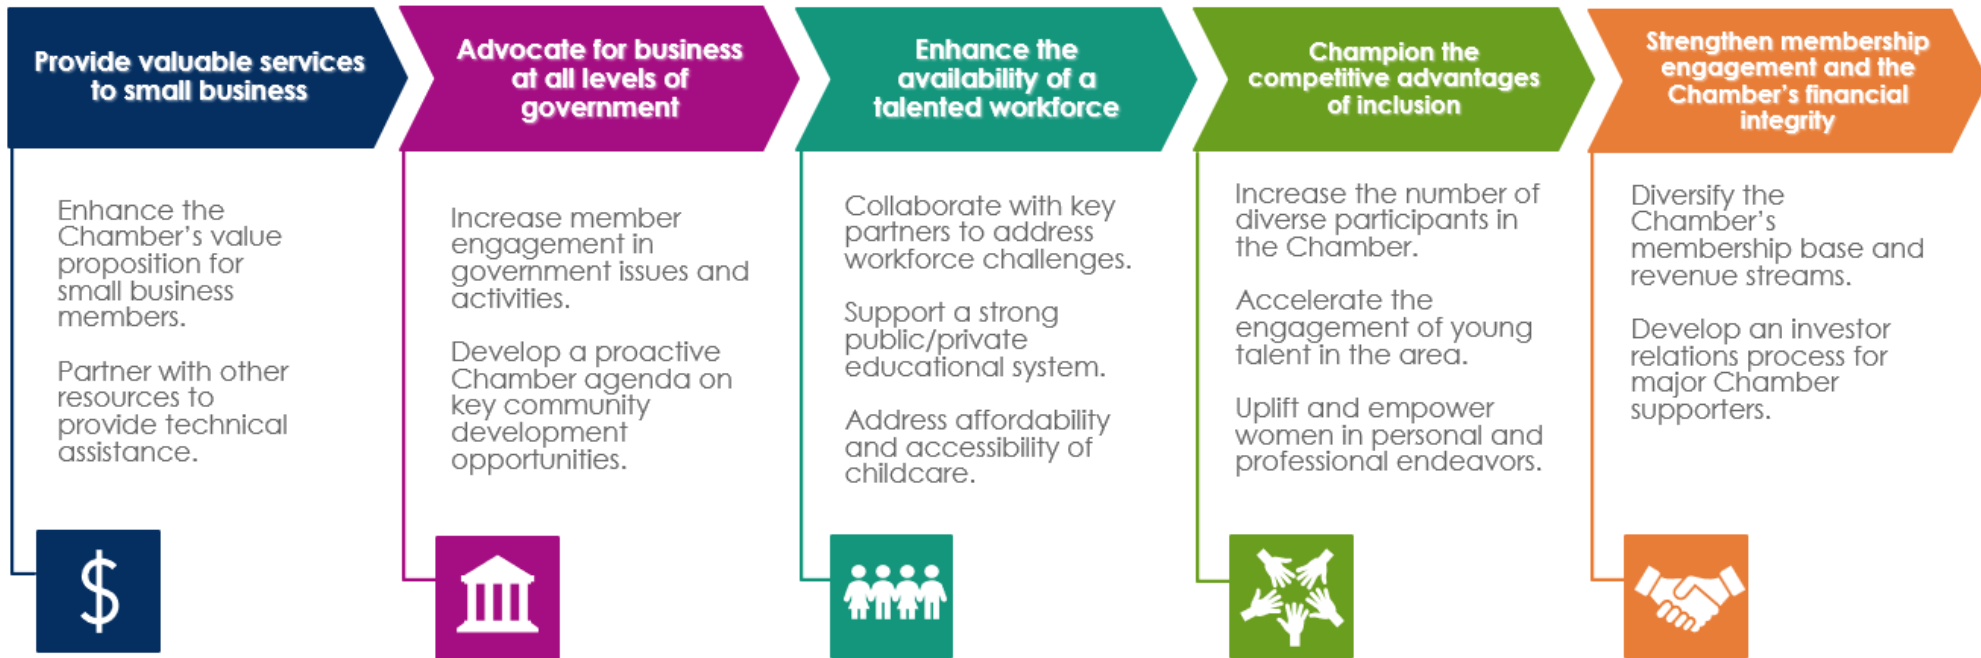 Provide valuable services
to small business
Enhance the
Chamber's value
proposition for
small business
members.
Partner with other
resources to
provide technical
assistance.
$
Advocate for business
at all levels of
government
Increase member
engagement in
government issues and
activities.
Develop a proactive
Chamber agenda on
key community
development
opportunities.
Enhance the
availability of a
talented workforce
Collaborate with key
partners to address
workforce challenges.
Support a strong
public/private
educational system.
Address affordability
and accessibility of
childcare.
Champion the
competitive advantages
of inclusion
Increase the number of
diverse participants in
the Chamber.
Accelerate the
engagement of young
talent in the area.
Uplift and empower
women in personal and
professional endeavors.
Strengthen membership
engagement and the
Chamber's financial
integrity
Diversify the
Chamber's
membership base and
revenue streams.
Develop an investor
relations process for
major Chamber
supporters.